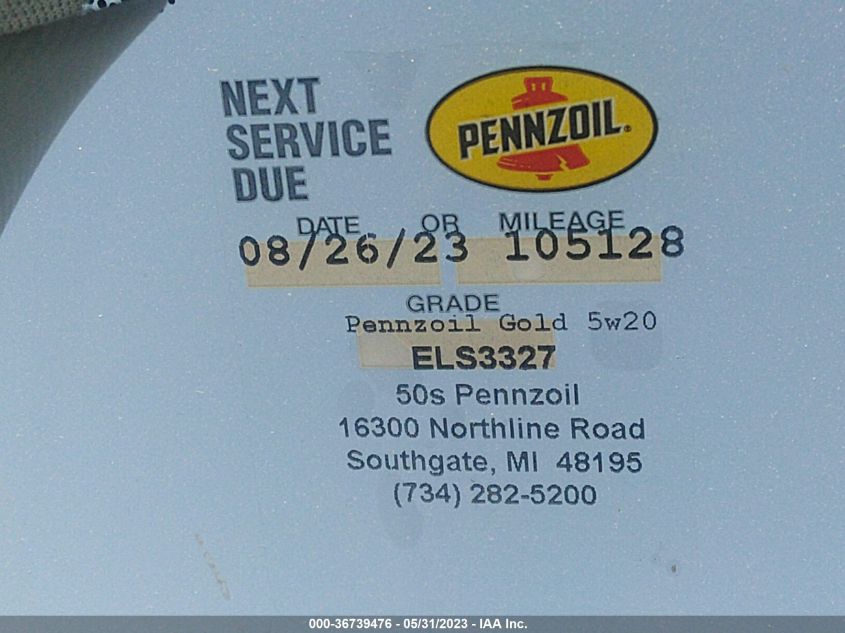 NEXT
SERVICE
DUE
PENNZOIL®
DATE OR MILEAGE
08/26/23 105128
GRADE
Pennzoil Gold 5w20
ELS3327
50s Pennzoil
16300 Northline Road
Southgate, MI 48195
(734) 282-5200
000-36739476 - 05/31/2023 - IAA Inc.